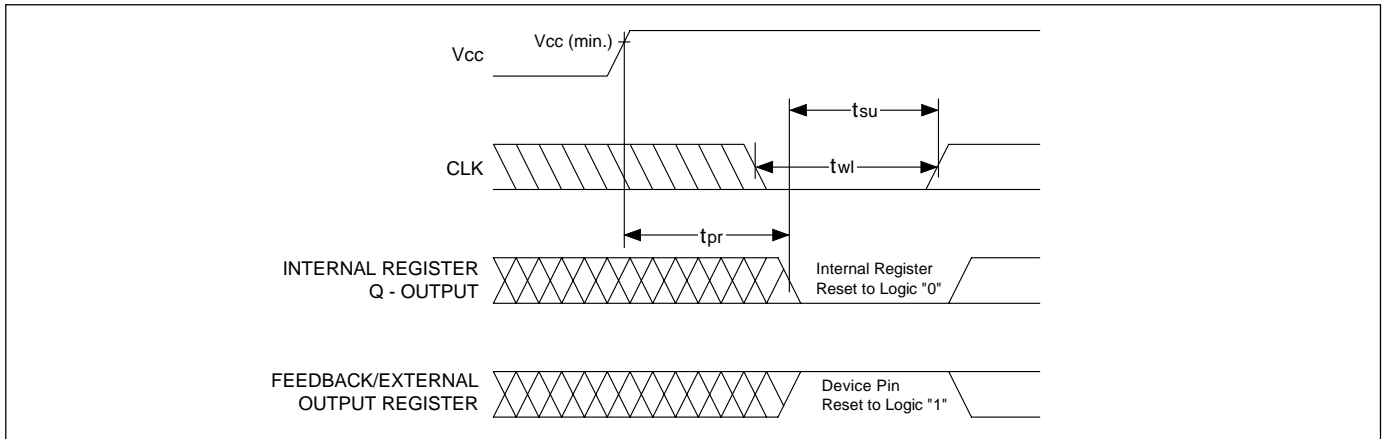 Vcc
Vcc (min.)
tsu
CLK
twl
tpr
INTERNAL REGISTER
Q - OUTPUT
Internal Register
Reset to Logic "0"
FEEDBACK/EXTERNAL
OUTPUT REGISTER
Device Pin
Reset to Logic "1"